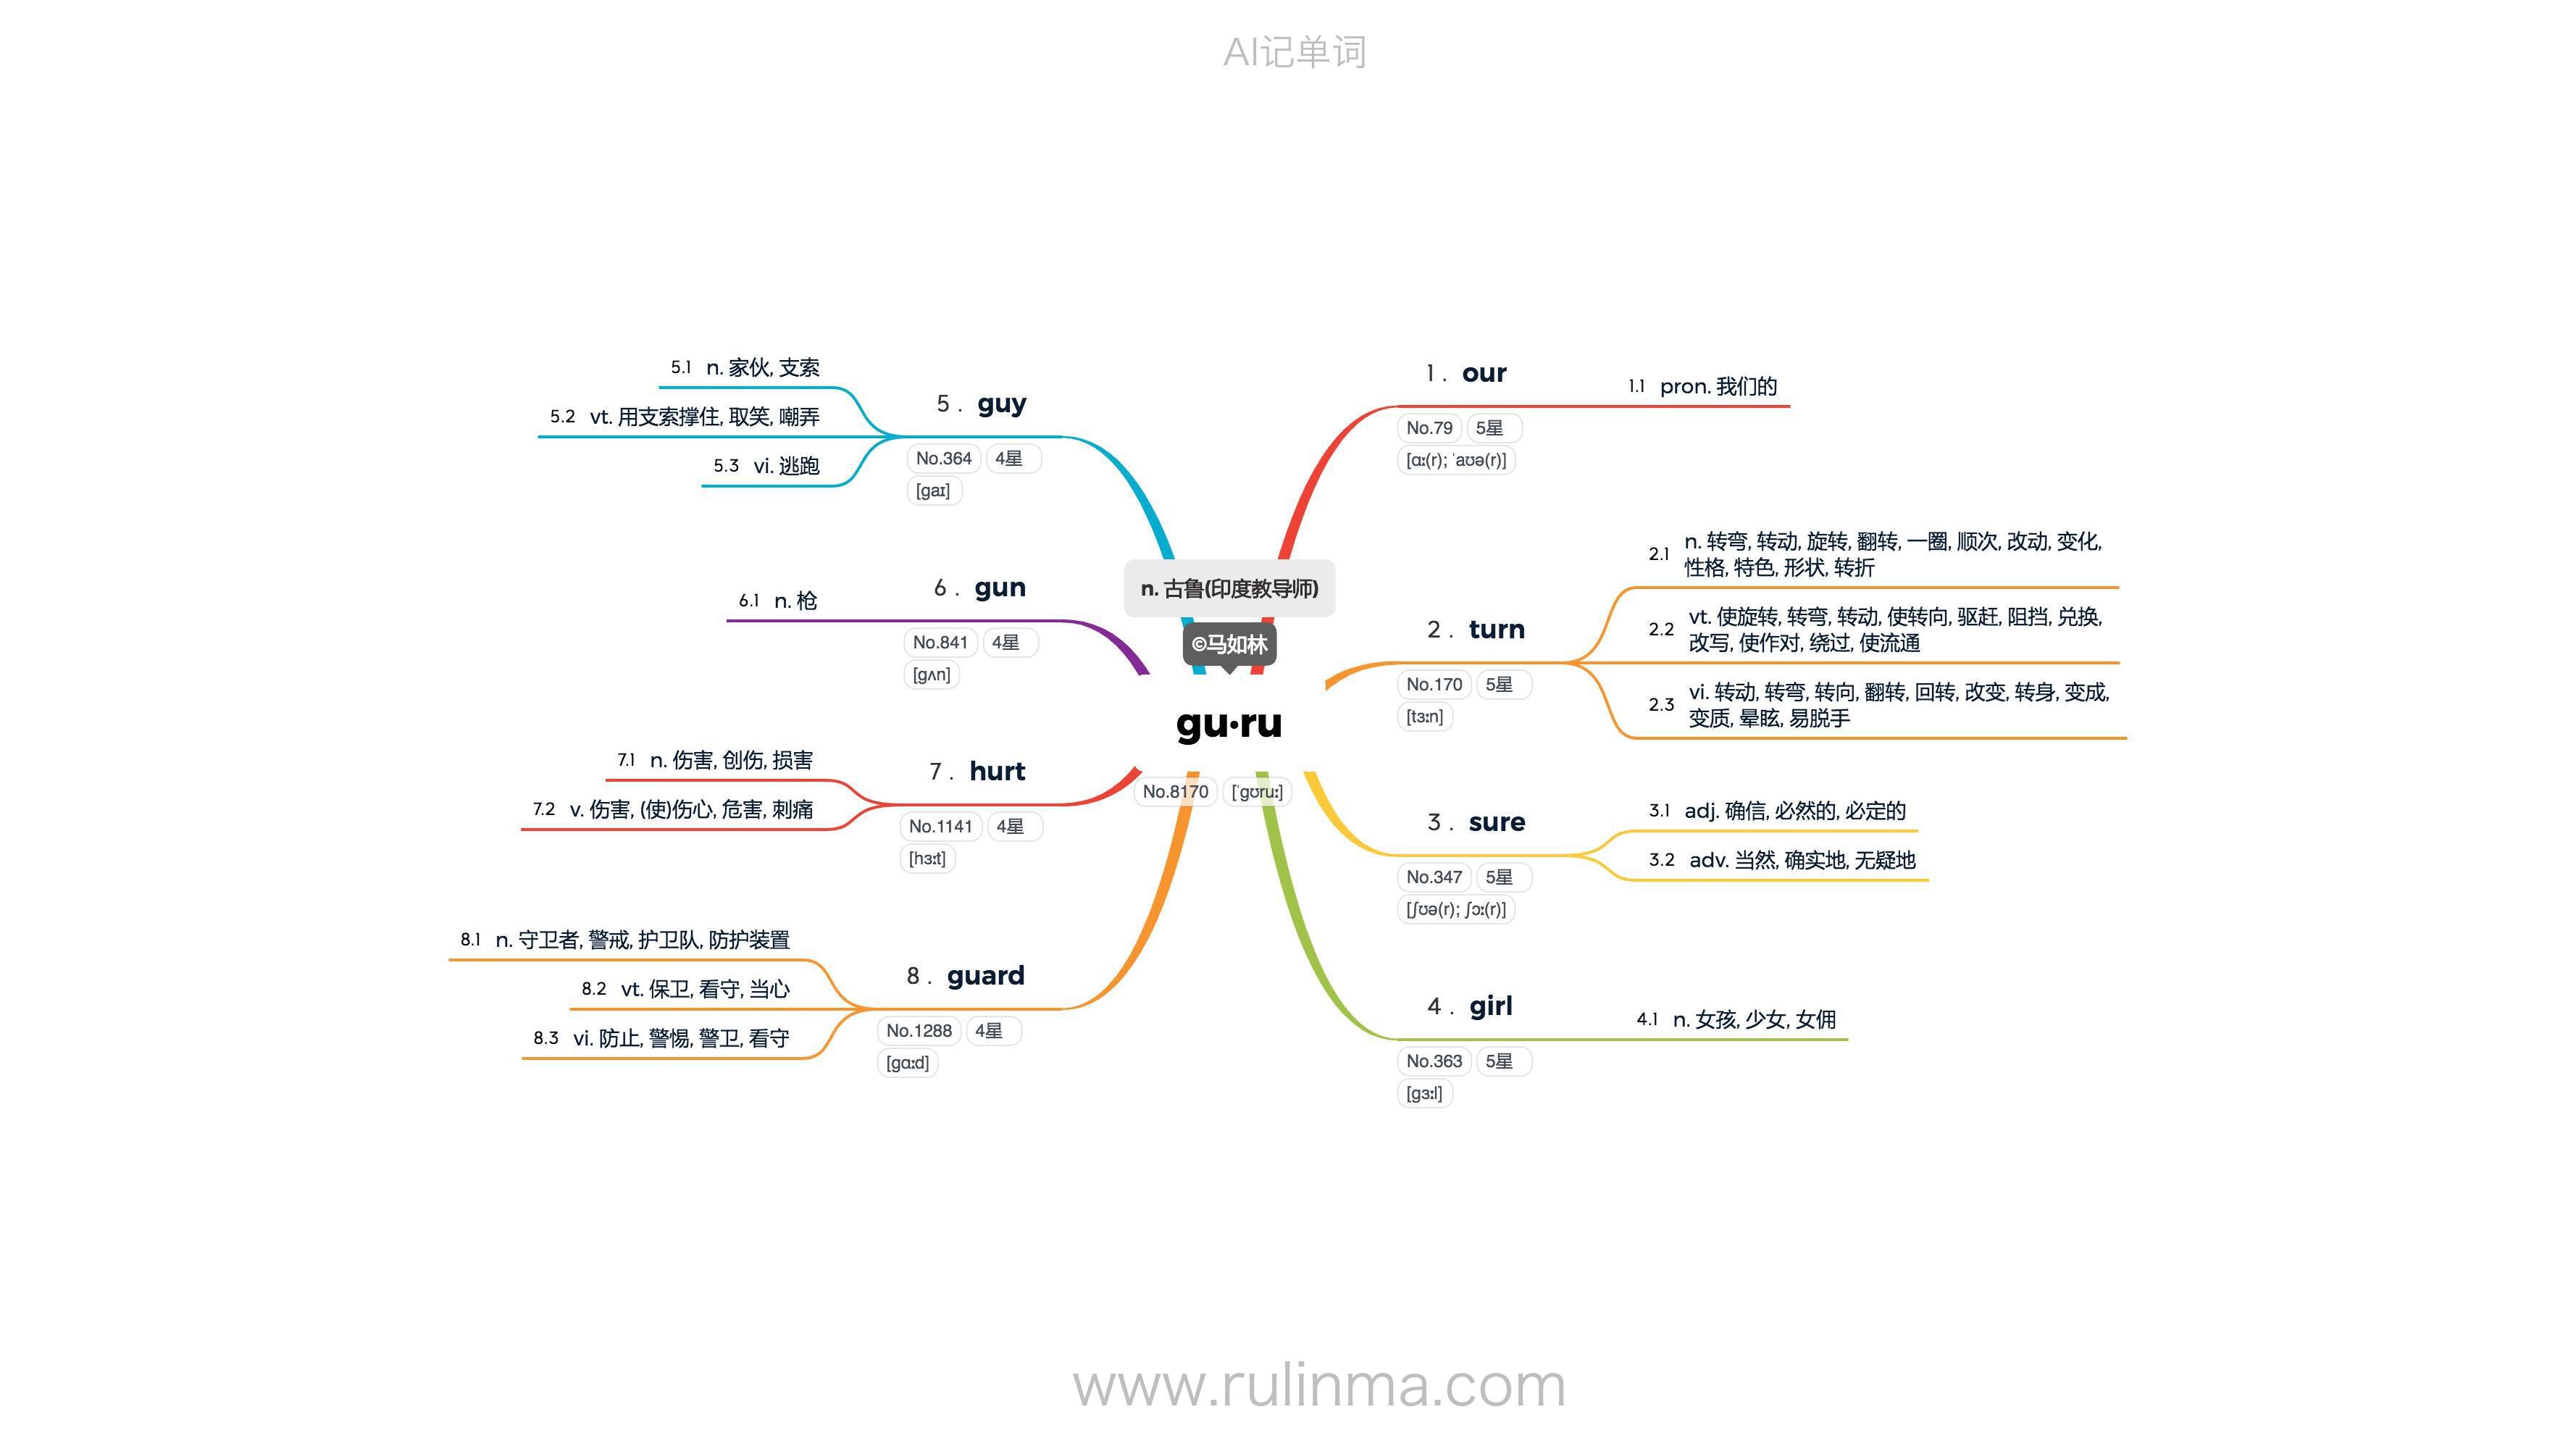 AI记单词
n. 古鲁(印度教导师)
©马如林
gu·ru
No.8170 [ˈɡʊruː]
1. our
No.79 5星
[ɑː(r); ˈaʊə(r)]
1.1 pron. 我们的
2. turn
No.170 5星
[tɜːn]
2.1 n. 转弯, 转动, 旋转, 翻转, 一圈, 顺次, 改动, 变化,
性格, 特色, 形状, 转折
2.2 vt. 使旋转, 转弯, 转动, 使转向, 驱赶, 阻挡, 兑换,
改写, 使作对, 绕过, 使流通
2.3 vi. 转动, 转弯, 转向, 翻转, 回转, 改变, 转身, 变成,
变质, 晕眩, 易脱手
3. sure
No.347 5星
[ʃʊə(r); ʃɔː(r)]
3.1 adj. 确信, 必然的, 必定的
3.2 adv. 当然, 确实地, 无疑地
4. girl
No.363 5星
[ɡɜːl]
4.1 n. 女孩, 少女, 女佣
5. guy
No.364 4星
[ɡaɪ]
5.1 n. 家伙, 支索
5.2 vt. 用支索撑住, 取笑, 嘲弄
5.3 vi. 逃跑
6. gun
No.841 4星
[ɡʌn]
6.1 n. 枪
7. hurt
No.1141 4星
[hɜːt]
7.1 n. 伤害, 创伤, 损害
7.2 v. 伤害, (使)伤心, 危害, 刺痛
8. guard
No.1288 4星
[ɡɑːd]
8.1 n. 守卫者, 警戒, 护卫队, 防护装置
8.2 vt. 保卫, 看守, 当心
8.3 vi. 防止, 警惕, 警卫, 看守
www.rulinma.com